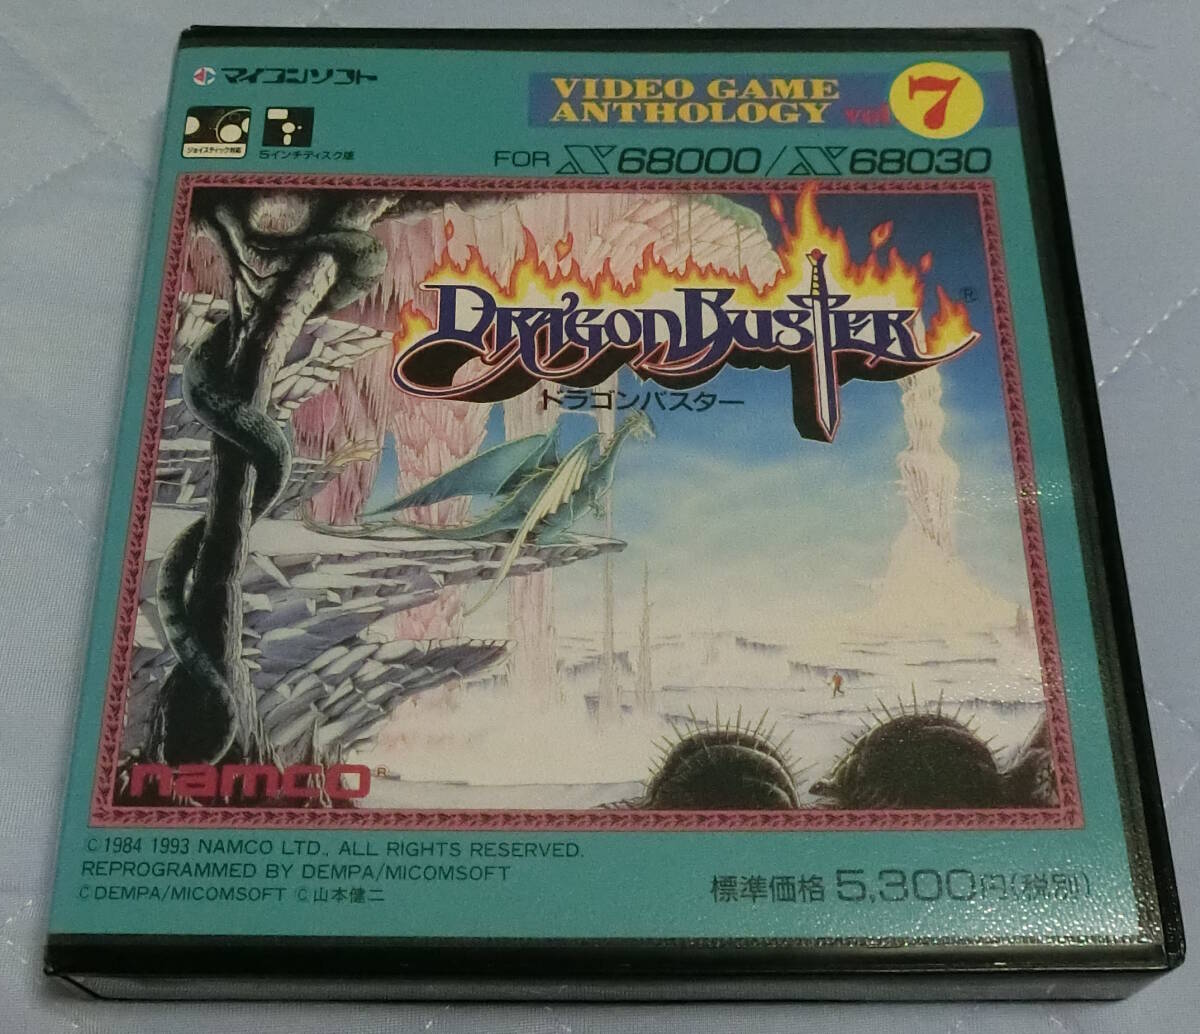 マイコンソフト
VIDEO GAME
ANTHOLOGY vol 7
ジョイスティック対応
5インチディスク版
FOR X68000/X68030
DRAGON BUSTER®
ドラゴンバスター
namco®
©1984 1993 NAMCO LTD., ALL RIGHTS RESERVED.
REPROGRAMMED BY DEMPA/MICOMSOFT
©DEMPA/MICOMSOFT ©山本健二
標準価格 5,300円(税別)